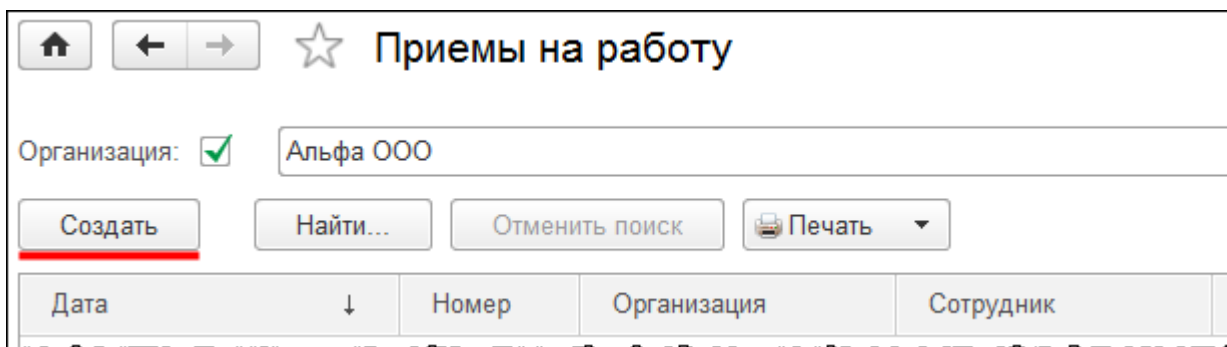 Приемы на работу
Организация: Альфа ООО
Создать Найти... Отменить поиск Печать
Дата ↓ Номер Организация Сотрудник